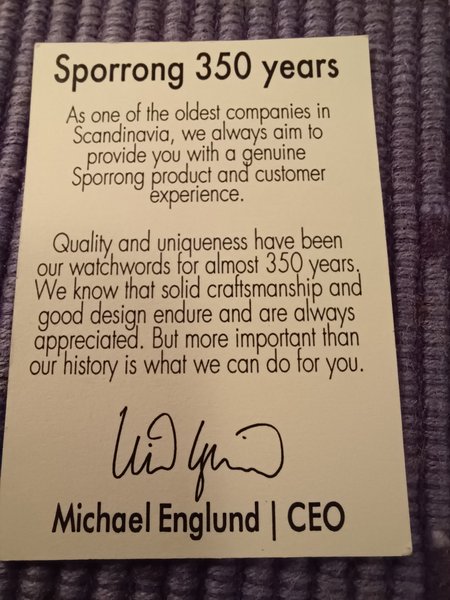 Sporrong 350 years
As one of the oldest companies in
Scandinavia, we always aim to
provide you with a genuine
Sporrong product and customer
experience.
Quality and uniqueness have been
our watchwords for almost 350 years.
We know that solid craftsmanship and
good design endure and are always
appreciated. But more important than
our history is what we can do for you.
Michael Englund | CEO